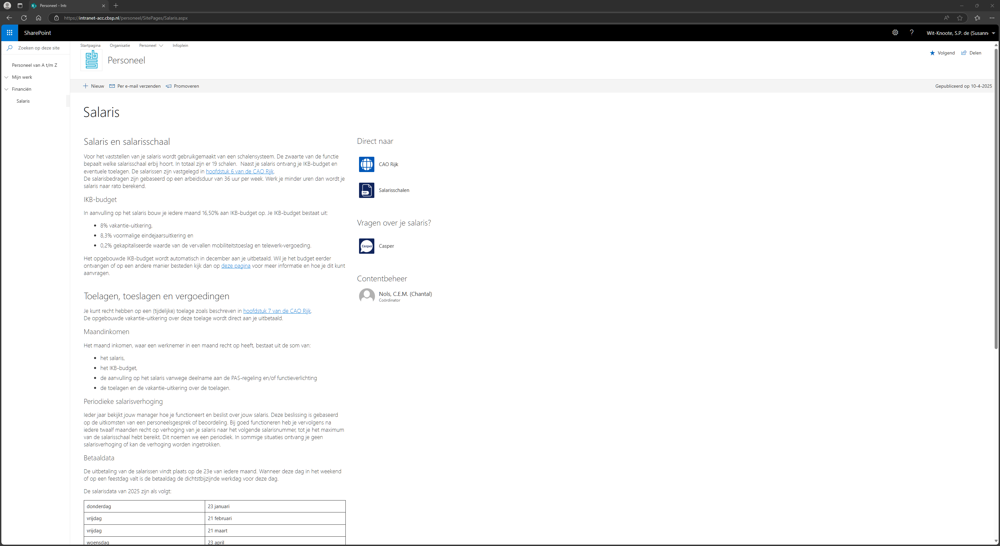 Personeel - Intr
https://intranet-acc.cbsp.nl/personeel/SitePages/Salaris.aspx
SharePoint
Wit-Knoote, S.P. de (Susann
Zoeken op deze site
Startpagina Organisatie Personeel Infoplein
Volgend Delen
Personeel
Personeel van A t/m Z
Mijn werk
Financiën
Salaris
Nieuw Per e-mail verzenden Promoveren
Gepubliceerd op 10-4-2025
Salaris
Salaris en salarisschaal
Voor het vaststellen van je salaris wordt gebruikgemaakt van een schalensysteem. De zwaarte van de functie
bepaalt welke salarisschaal erbij hoort. In totaal zijn er 19 schalen. Naast je salaris ontvang je IKB-budget en
eventuele toelagen. De salarissen zijn vastgelegd in hoofdstuk 6 van de CAO Rijk.
De salarisbedragen zijn gebaseerd op een arbeidsduur van 36 uur per week. Werk je minder uren dan wordt je
salaris naar rato berekend.
IKB-budget
In aanvulling op het salaris bouw je iedere maand 16,50% aan IKB-budget op. Je IKB-budget bestaat uit:
• 8% vakantie-uitkering,
• 8,3% voormalige eindejaarsuitkering en
• 0,2% gekapitaliseerde waarde van de vervallen mobiliteitstoeslag en telewerk-vergoeding.
Het opgebouwde IKB-budget wordt automatisch in december aan je uitbetaald. Wil je het budget eerder
ontvangen of op een andere manier besteden kijk dan op deze pagina voor meer informatie en hoe je dit kunt
aanvragen.
Toelagen, toeslagen en vergoedingen
Je kunt recht hebben op een (tijdelijke) toelage zoals beschreven in hoofdstuk 7 van de CAO Rijk.
De opgebouwde vakantie-uitkering over deze toelage wordt direct aan je uitbetaald.
Maandinkomen
Het maand inkomen, waar een werknemer in een maand recht op heeft, bestaat uit de som van:
• het salaris,
• het IKB-budget,
• de aanvulling op het salaris vanwege deelname aan de PAS-regeling en/of functieverlichting
• de toelagen en de vakantie-uitkering over de toelagen.
Periodieke salarisverhoging
Ieder jaar bekijkt jouw manager hoe je functioneert en beslist over jouw salaris. Deze beslissing is gebaseerd
op de uitkomsten van een personeelsgesprek of beoordeling. Bij goed functioneren heb je vervolgens na
iedere twaalf maanden recht op verhoging van je salaris naar het volgende salarisnummer, tot je het maximum
van de salarisschaal hebt bereikt. Dit noemen we een periodiek. In sommige situaties ontvang je geen
salarisverhoging of kan de verhoging worden ingetrokken.
Betaaldata
De uitbetaling van de salarissen vindt plaats op de 23e van iedere maand. Wanneer deze dag in het weekend
of op een feestdag valt is de betaaldag de dichtstbijzijnde werkdag voor deze dag.
De salarisdata van 2025 zijn als volgt:
donderdag 23 januari
vrijdag 21 februari
vrijdag 21 maart
woensdag 23 april
Direct naar
CAO Rijk
PDF
Salarisschalen
Vragen over je salaris?
Casper
Casper
Contentbeheer
Nols, C.E.M. (Chantal)
Coördinator